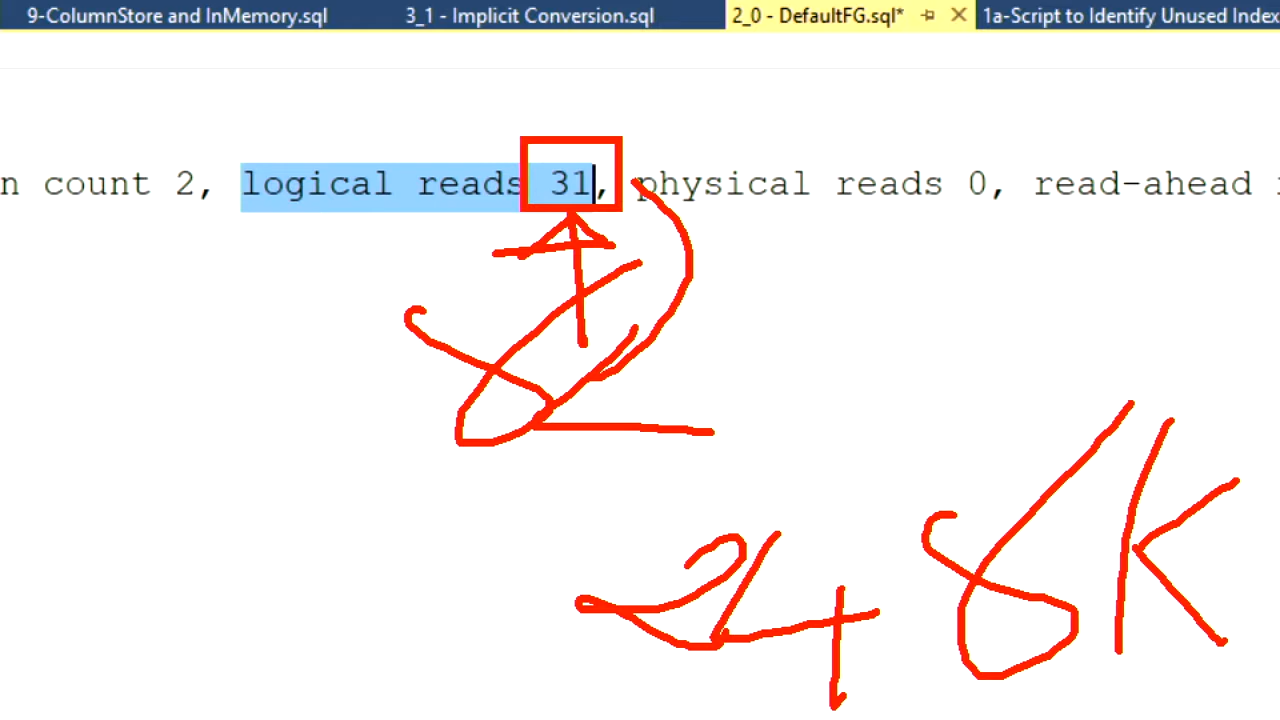 9-ColumnStore and InMemory.sql 3_1 - Implicit Conversion.sql 2_0 - DefaultFG.sql* 1a-Script to Identify Unused Index
n count 2, logical reads 31, physical reads 0, read-ahead
24 8K